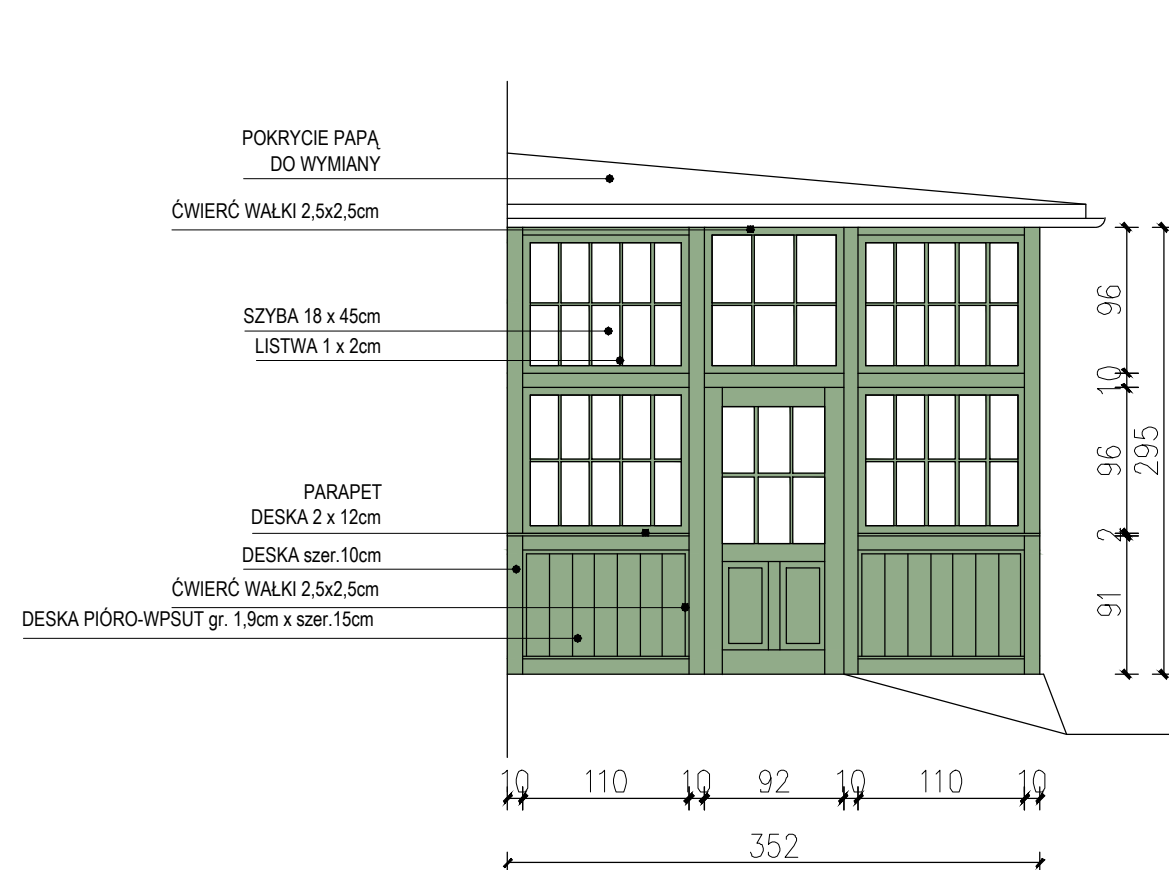 POKRYCIE PAPĄ
DO WYMIANY
ĆWIERĆ WAŁKI 2,5x2,5cm
SZYBA 18 x 45cm
LISTWA 1 x 2cm
PARAPET
DESKA 2 x 12cm
DESKA szer.10cm
ĆWIERĆ WAŁKI 2,5x2,5cm
DESKA PIÓRO-WPSUT gr. 1,9cm x szer.15cm
96
10
96
2
91
295
10 110 10 92 10 110 10
352